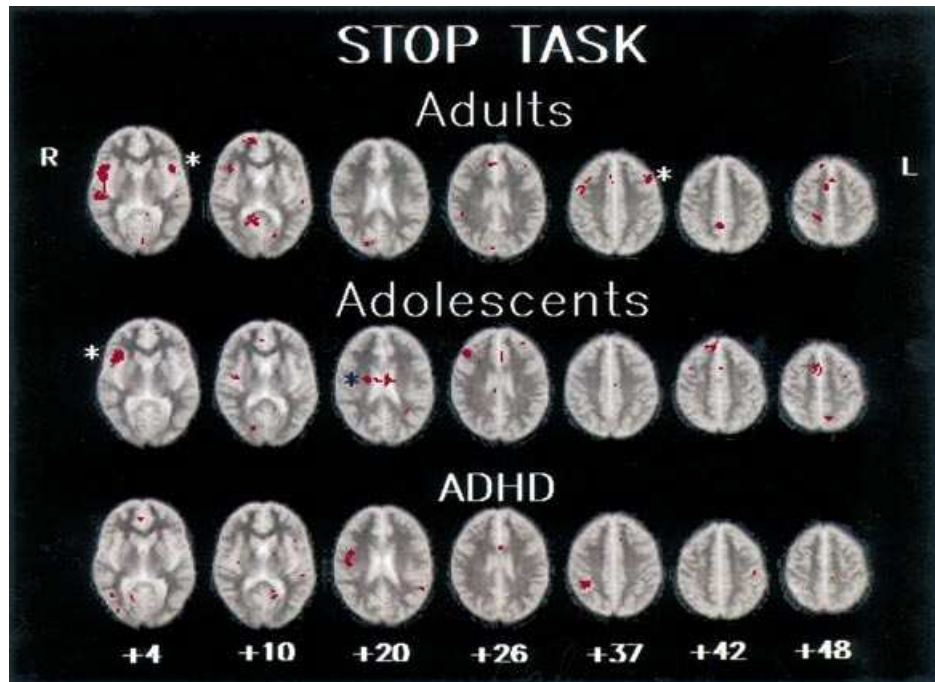 STOP TASK
Adults
R * * L
Adolescents
* *
ADHD
+4 +10 +20 +26 +37 +42 +48